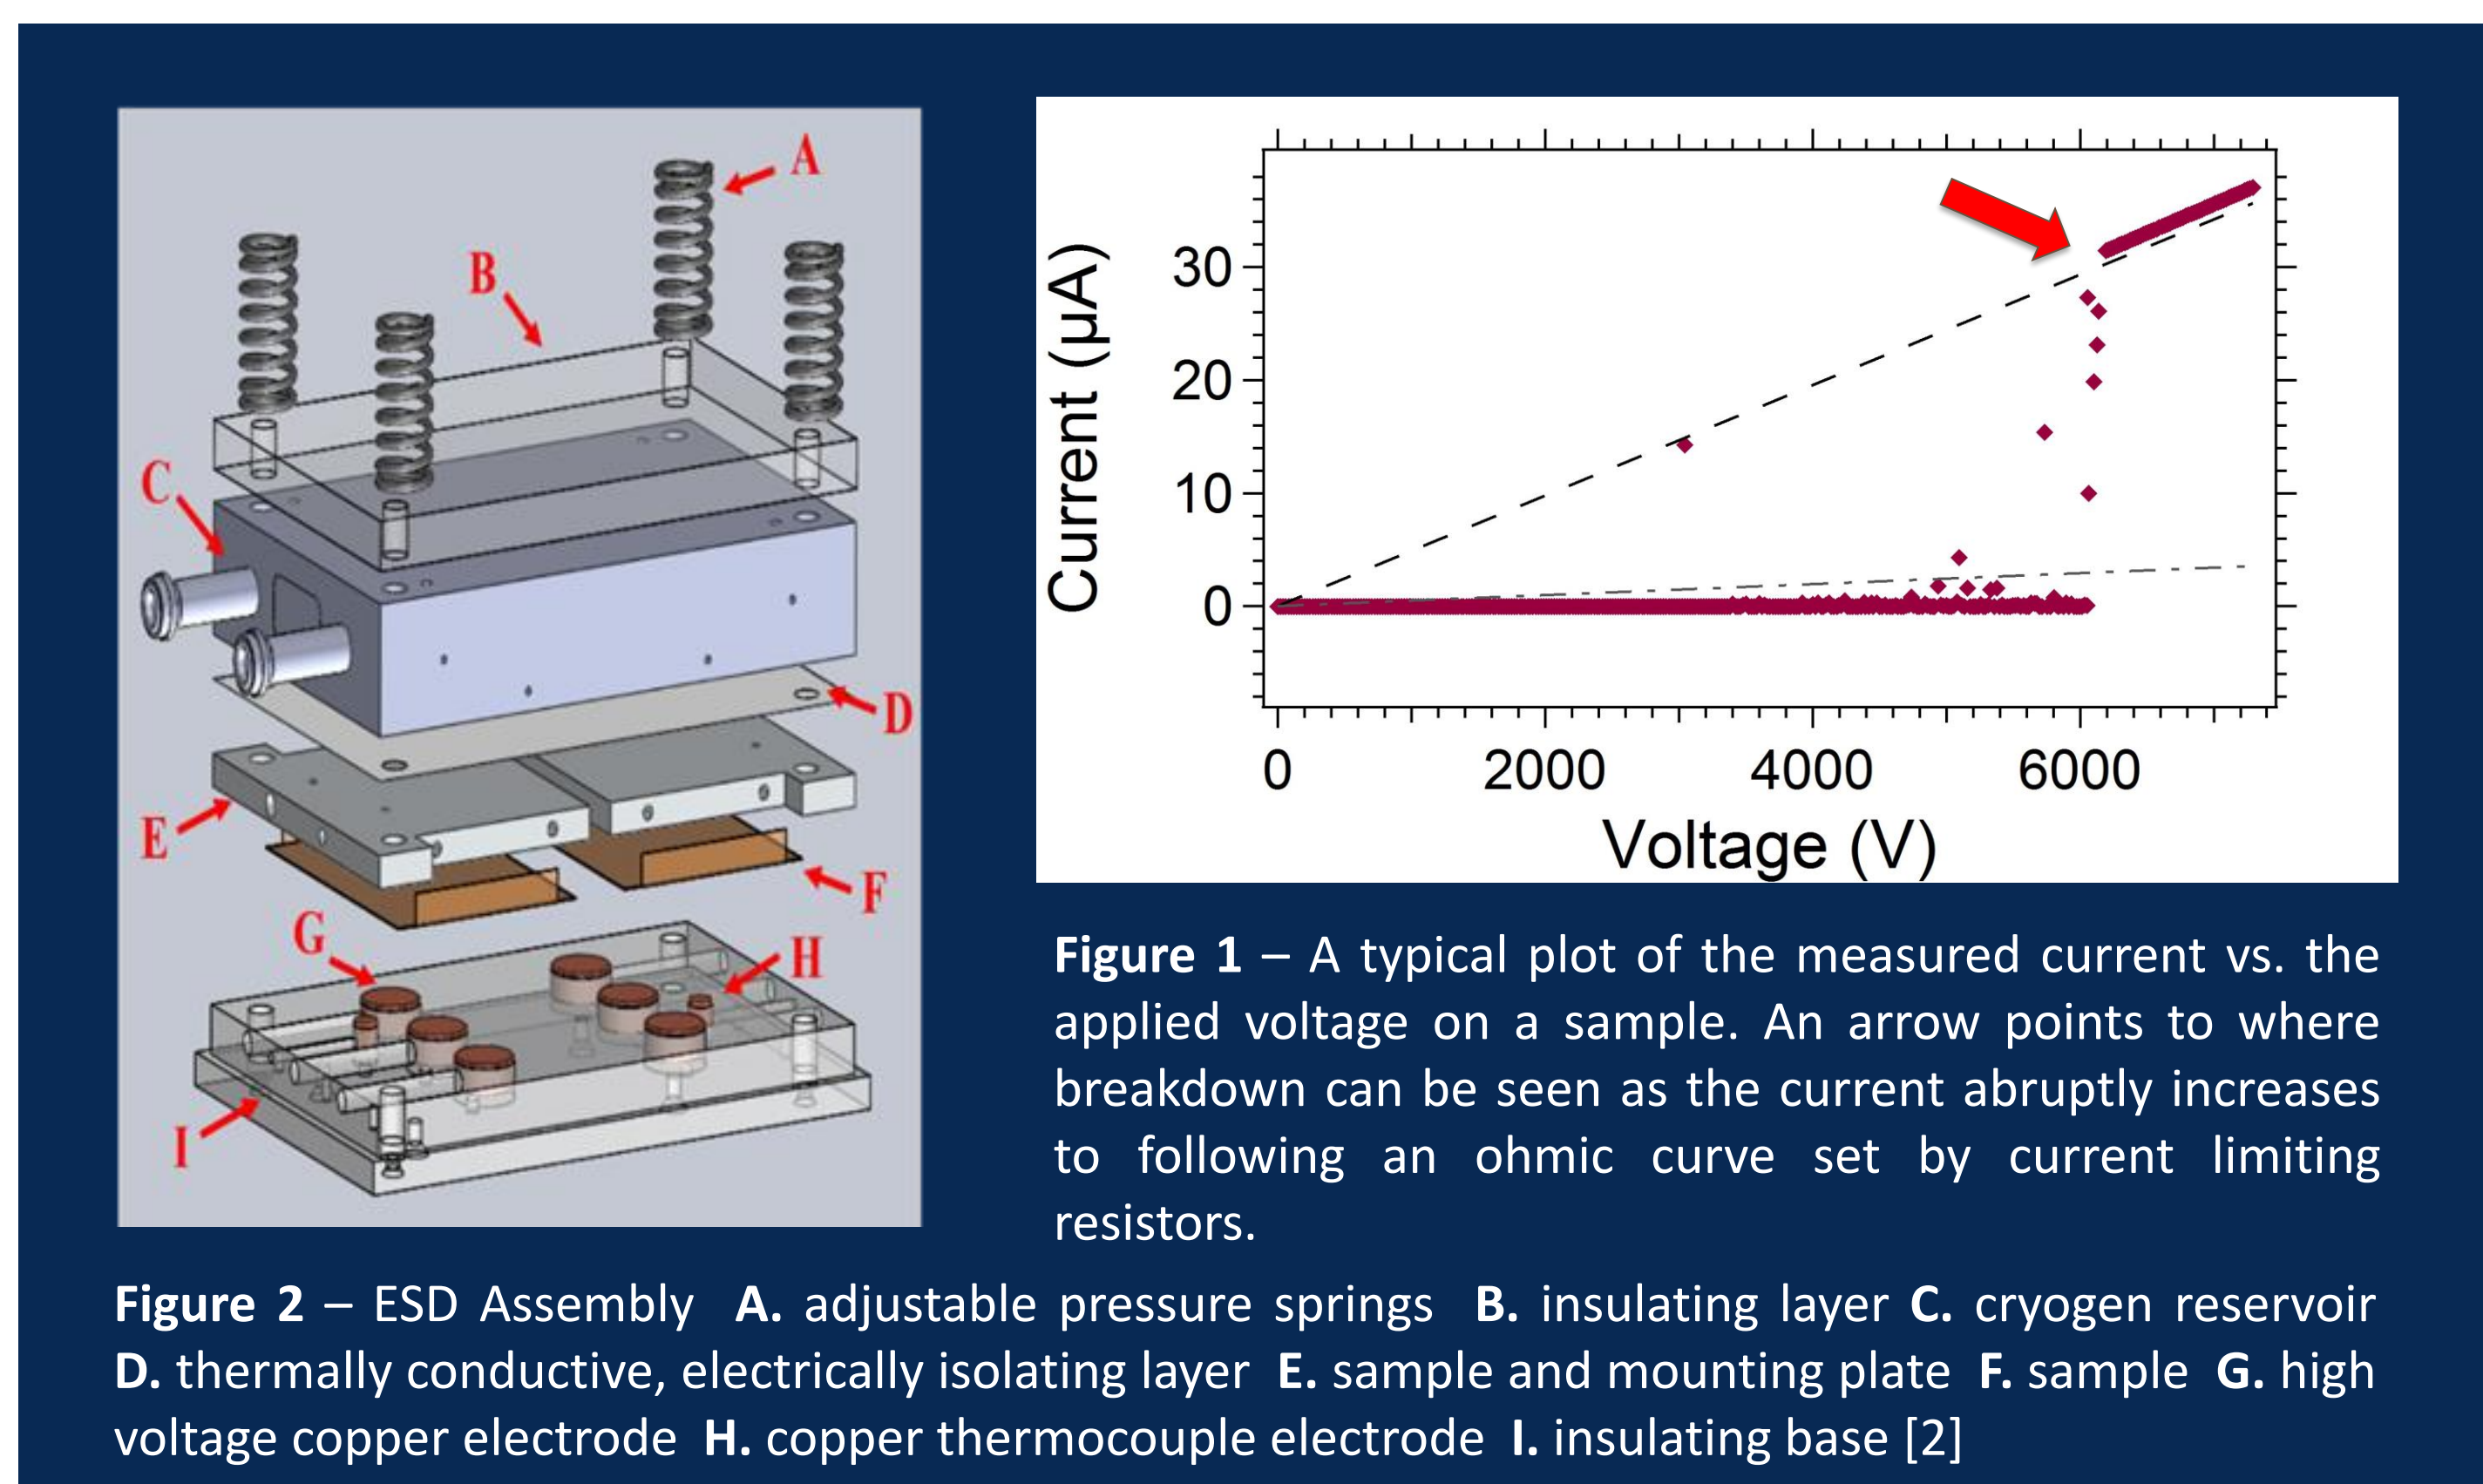 A
B
C
D
E
F
G
H
I
Current (µA)
30
20
10
0
0 2000 4000 6000
Voltage (V)
Figure 1 – A typical plot of the measured current vs. the
applied voltage on a sample. An arrow points to where
breakdown can be seen as the current abruptly increases
to following an ohmic curve set by current limiting
resistors.
Figure 2 – ESD Assembly A. adjustable pressure springs B. insulating layer C. cryogen reservoir
D. thermally conductive, electrically isolating layer E. sample and mounting plate F. sample G. high
voltage copper electrode H. copper thermocouple electrode I. insulating base [2]